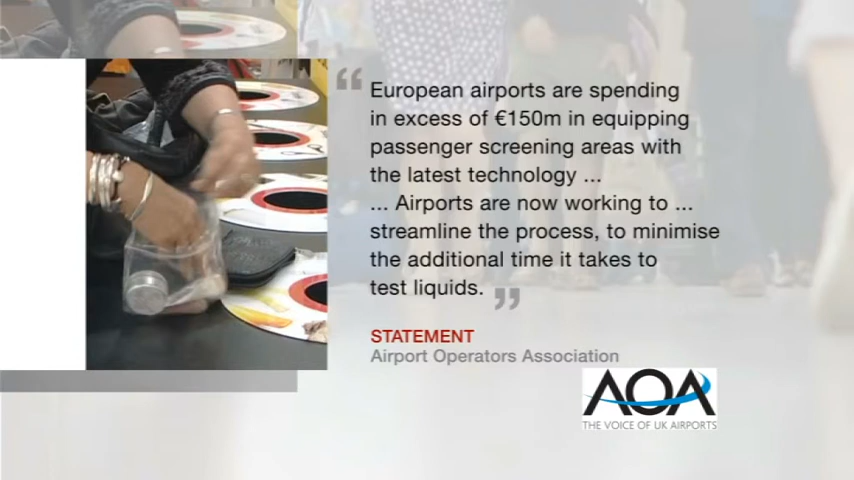 “ European airports are spending
in excess of €150m in equipping
passenger screening areas with
the latest technology ...
... Airports are now working to ...
streamline the process, to minimise
the additional time it takes to
test liquids. ”
STATEMENT
Airport Operators Association
AOA
THE VOICE OF UK AIRPORTS